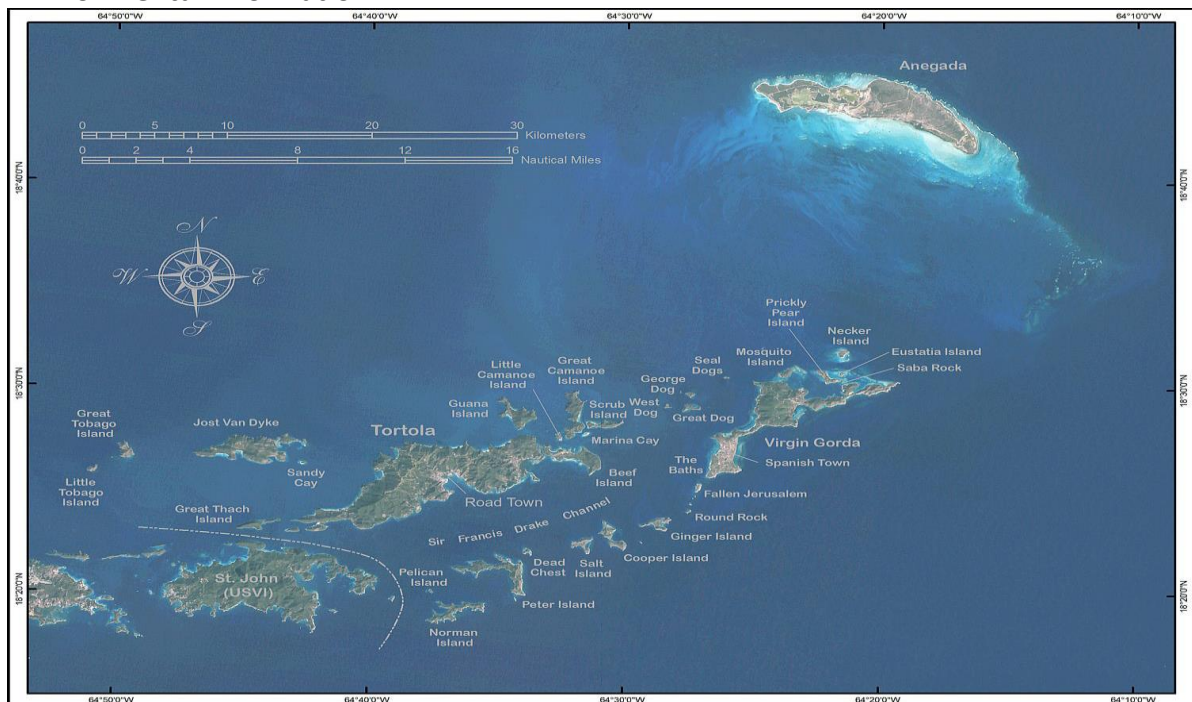 64°50'0"W 64°40'0"W 64°30'0"W 64°20'0"W 64°10'0"W
Anegada
0 5 10 20 30
Kilometers
0 2 4 8 12 16
Nautical Miles
18°40'0"N
18°40'0"N
N
W E
S
Prickly
Pear
Island
Necker
Island
Eustatia Island
Saba Rock
Mosquito
Island
Seal
Dogs
George
Dog
West
Dog
Great Dog
Little
Camanoe
Island
Great
Camanoe
Island
Scrub
Island
Guana
Island
Marina Cay
18°30'0"N
18°30'0"N
Great
Tobago
Island
Jost Van Dyke
Tortola
Virgin Gorda
The
Baths
Spanish Town
Sandy
Cay
Beef
Island
Little
Tobago
Island
Road Town
Fallen Jerusalem
Great Thach
Island
Round Rock
Sir Francis Drake Channel
Ginger Island
Cooper Island
Salt
Island
Dead
Chest
St. John
(USVI)
Pelican
Island
Peter Island
Norman
Island
18°20'0"N
18°20'0"N
64°50'0"W 64°40'0"W 64°30'0"W 64°20'0"W 64°10'0"W